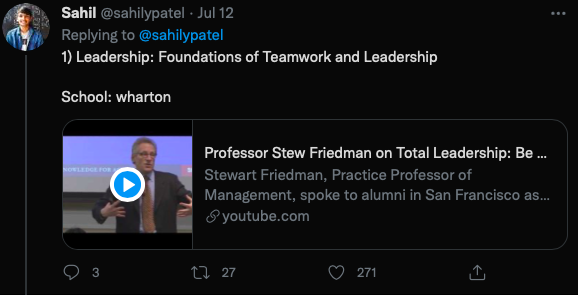 Sahil @sahilypatel · Jul 12
Replying to @sahilypatel
1) Leadership: Foundations of Teamwork and Leadership
School: wharton
KNOWLEDGE FOR
Professor Stew Friedman on Total Leadership: Be ...
Stewart Friedman, Practice Professor of
Management, spoke to alumni in San Francisco as...
youtube.com
3 27 271